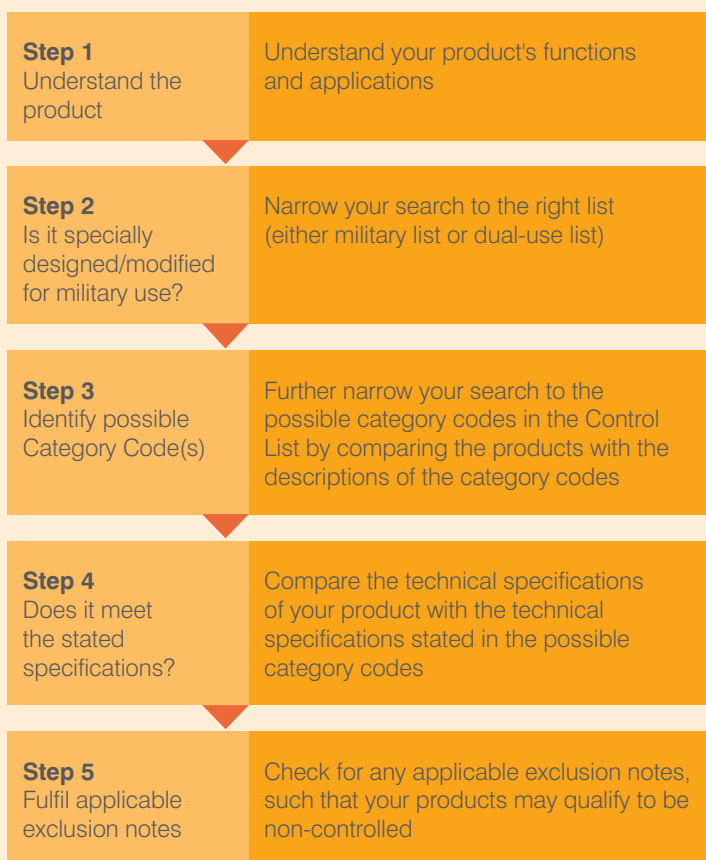 Step 1
Understand the
product
Understand your product's functions
and applications
Step 2
Is it specially
designed/modified
for military use?
Narrow your search to the right list
(either military list or dual-use list)
Step 3
Identify possible
Category Code(s)
Further narrow your search to the
possible category codes in the Control
List by comparing the products with the
descriptions of the category codes
Step 4
Does it meet
the stated
specifications?
Compare the technical specifications
of your product with the technical
specifications stated in the possible
category codes
Step 5
Fulfil applicable
exclusion notes
Check for any applicable exclusion notes,
such that your products may qualify to be
non-controlled